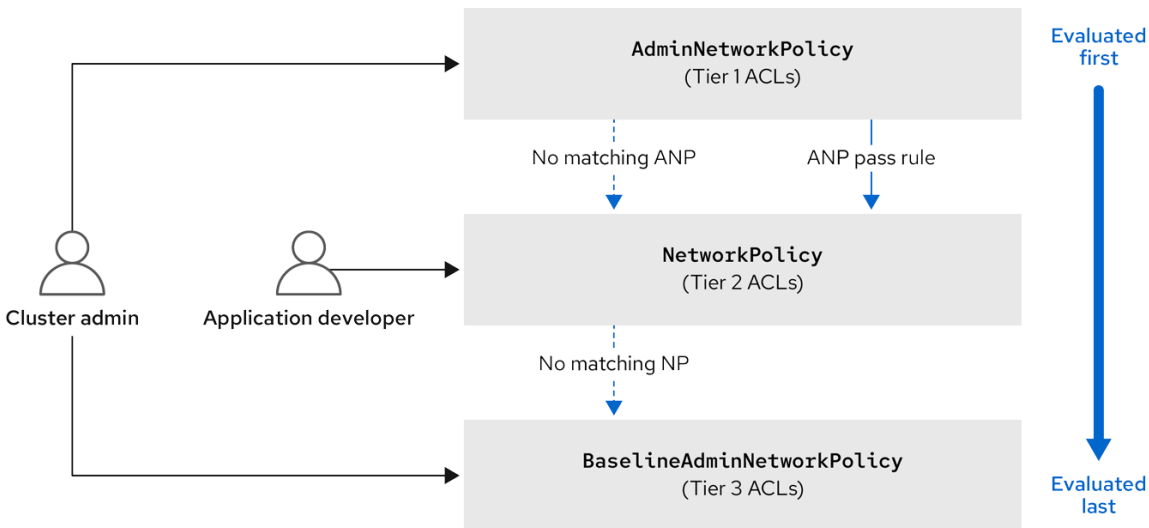 AdminNetworkPolicy
(Tier 1 ACLs)
Evaluated
first
No matching ANP
ANP pass rule
NetworkPolicy
(Tier 2 ACLs)
Cluster admin
Application developer
No matching NP
BaselineAdminNetworkPolicy
(Tier 3 ACLs)
Evaluated
last